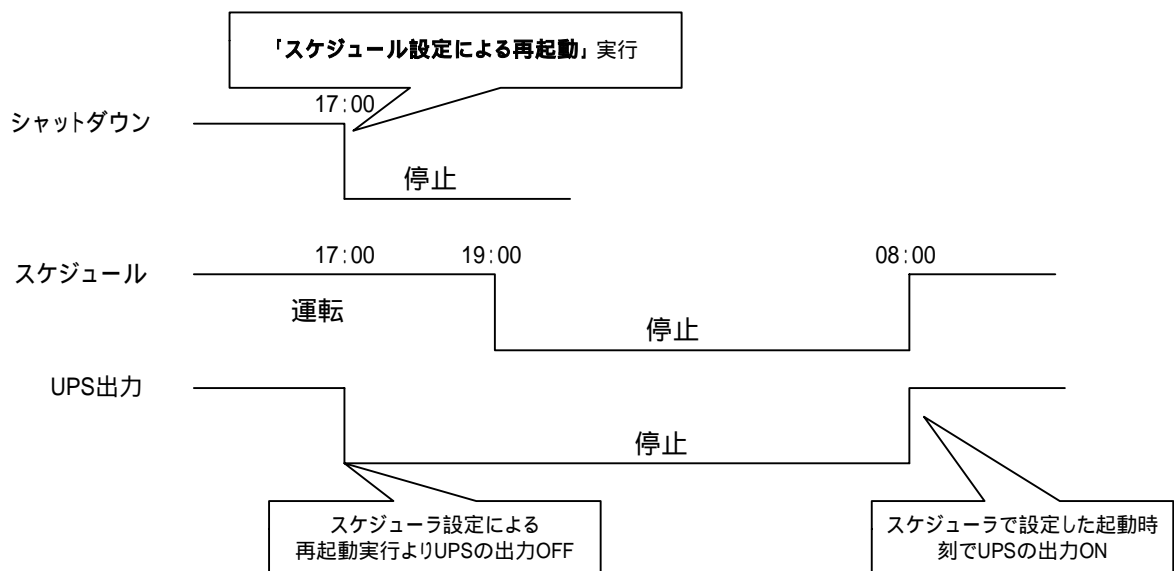 「スケジュール設定による再起動」実行
17:00
シャットダウン
停止
17:00
19:00
08:00
スケジュール
運転
停止
UPS出力
停止
スケジューラ設定による
再起動実行よりUPSの出力OFF
スケジューラで設定した起動時
刻でUPSの出力ON